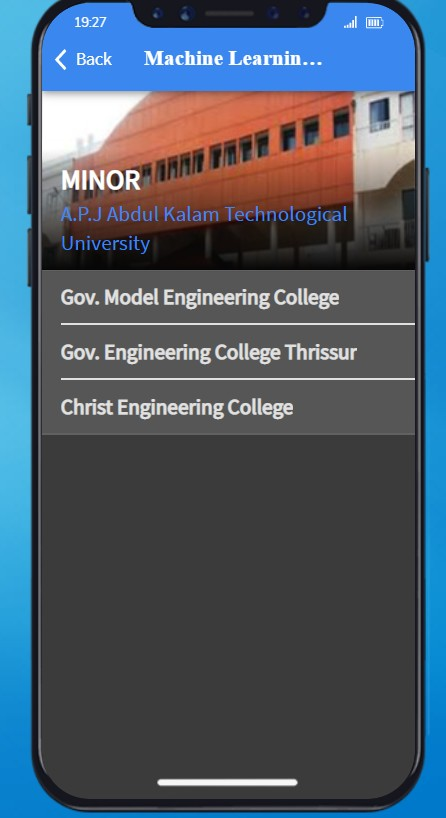 19:27
Back
Machine Learnin...
MINOR
A.P.J Abdul Kalam Technological
University
Gov. Model Engineering College
Gov. Engineering College Thrissur
Christ Engineering College